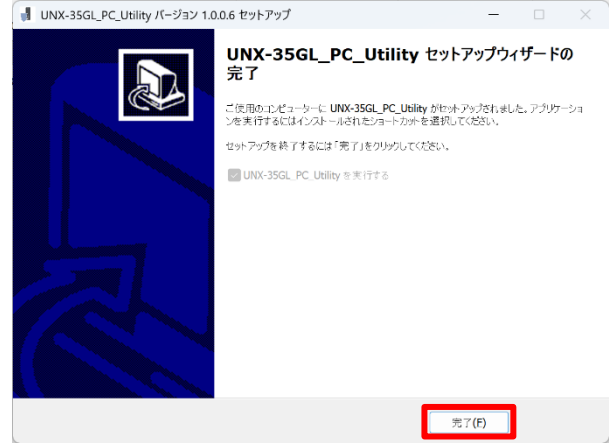 UNX-35GL_PC_Utility バージョン 1.0.0.6 セットアップ
UNX-35GL_PC_Utility セットアップウィザードの
完了
ご使用のコンピューターに UNX-35GL_PC_Utility がセットアップされました。アプリケーショ
ンを実行するにはインストールされたショートカットを選択してください。
セットアップを終了するには「完了」をクリックしてください。
UNX-35GL_PC_Utility を実行する
完了(F)